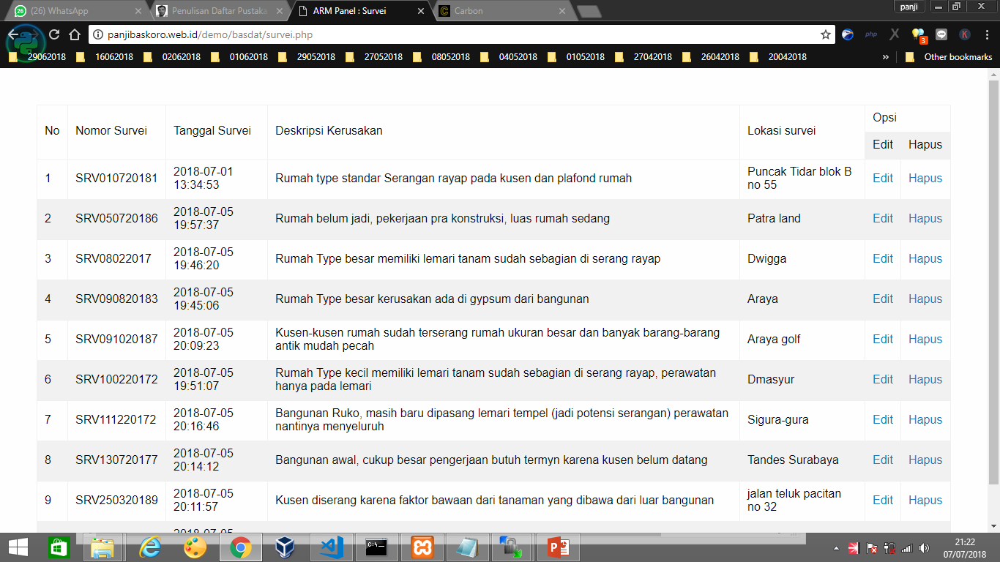 (26) WhatsApp
Penulisan Daftar Pustaka
ARM Panel : Survei
Carbon
panji
panjibaskoro.web.id/demo/basdat/survei.php
php
3
K
29062018 16062018 02062018 01062018 29052018 27052018 08052018 04052018 01052018 27042018 26042018 20042018 » Other bookmarks
No Nomor Survei Tanggal Survei Deskripsi Kerusakan Lokasi survei Opsi
Edit Hapus
1 SRV010720181 2018-07-01 13:34:53 Rumah type standar Serangan rayap pada kusen dan plafond rumah Puncak Tidar blok B no 55 Edit Hapus
2 SRV050720186 2018-07-05 19:57:37 Rumah belum jadi, pekerjaan pra konstruksi, luas rumah sedang Patra land Edit Hapus
3 SRV08022017 2018-07-05 19:46:20 Rumah Type besar memiliki lemari tanam sudah sebagian di serang rayap Dwigga Edit Hapus
4 SRV090820183 2018-07-05 19:45:06 Rumah Type besar kerusakan ada di gypsum dari bangunan Araya Edit Hapus
5 SRV091020187 2018-07-05 20:09:23 Kusen-kusen rumah sudah terserang rumah ukuran besar dan banyak barang-barang antik mudah pecah Araya golf Edit Hapus
6 SRV100220172 2018-07-05 19:51:07 Rumah Type kecil memiliki lemari tanam sudah sebagian di serang rayap, perawatan hanya pada lemari Dmasyur Edit Hapus
7 SRV111220172 2018-07-05 20:16:46 Bangunan Ruko, masih baru dipasang lemari tempel (jadi potensi serangan) perawatan nantinya menyeluruh Sigura-gura Edit Hapus
8 SRV130720177 2018-07-05 20:14:12 Bangunan awal, cukup besar pengerjaan butuh termyn karena kusen belum datang Tandes Surabaya Edit Hapus
9 SRV250320189 2018-07-05 20:11:57 Kusen diserang karena faktor bawaan dari tanaman yang dibawa dari luar bangunan jalan teluk pacitan no 32 Edit Hapus
2018-07-05
21:22
07/07/2018